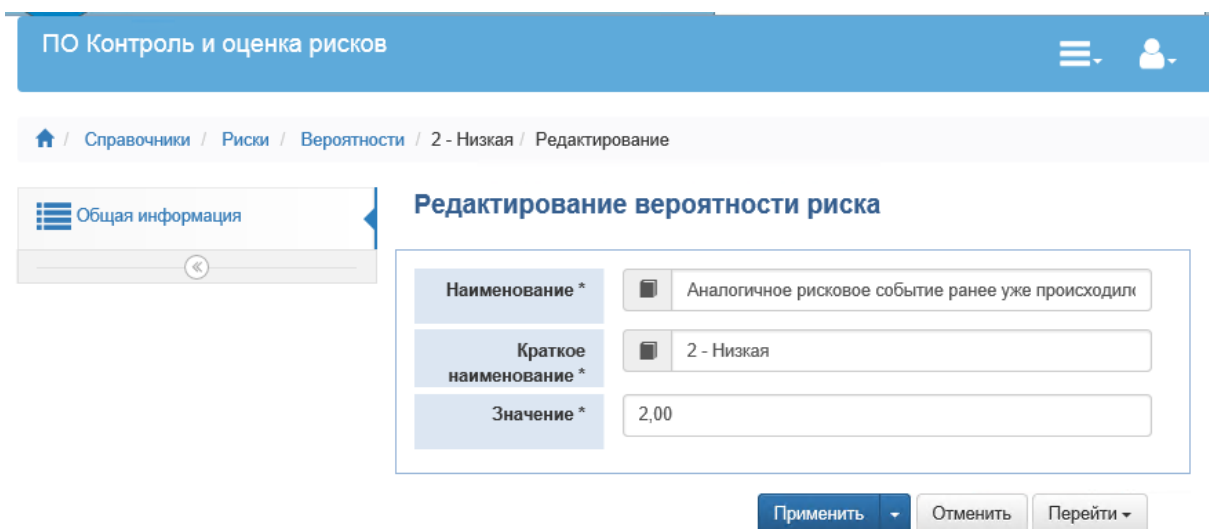 ПО Контроль и оценка рисков
/ Справочники / Риски / Вероятности / 2 - Низкая / Редактирование
Общая информация
Редактирование вероятности риска
Наименование *
Аналогичное рисковое событие ранее уже происходило
Краткое
наименование *
2 - Низкая
Значение *
2,00
Применить
Отменить
Перейти